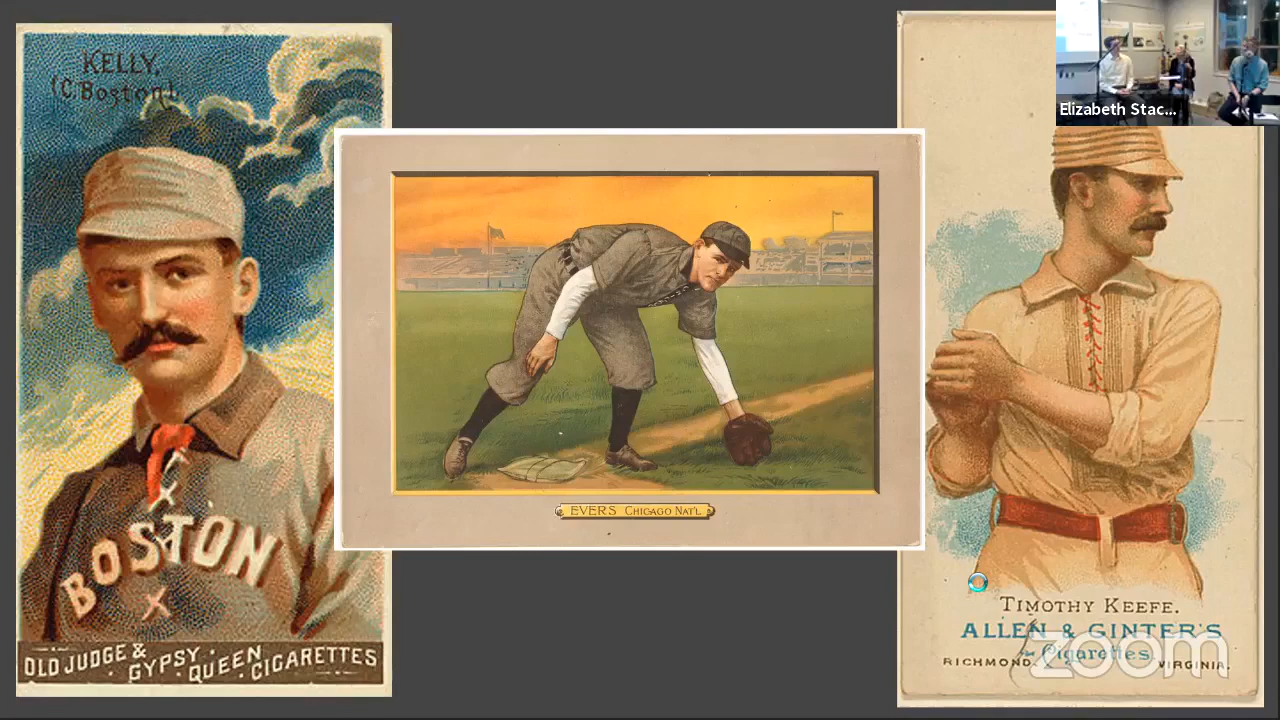 KELLY,
(C. Boston).
BOSTON
OLD JUDGE &
GYPSY QUEEN CIGARETTES
EVERS CHICAGO NAT'L
Elizabeth Stac...
TIMOTHY KEEFE.
ALLEN & GINTER'S
Cigarettes
RICHMOND. VIRGINIA.
zoom